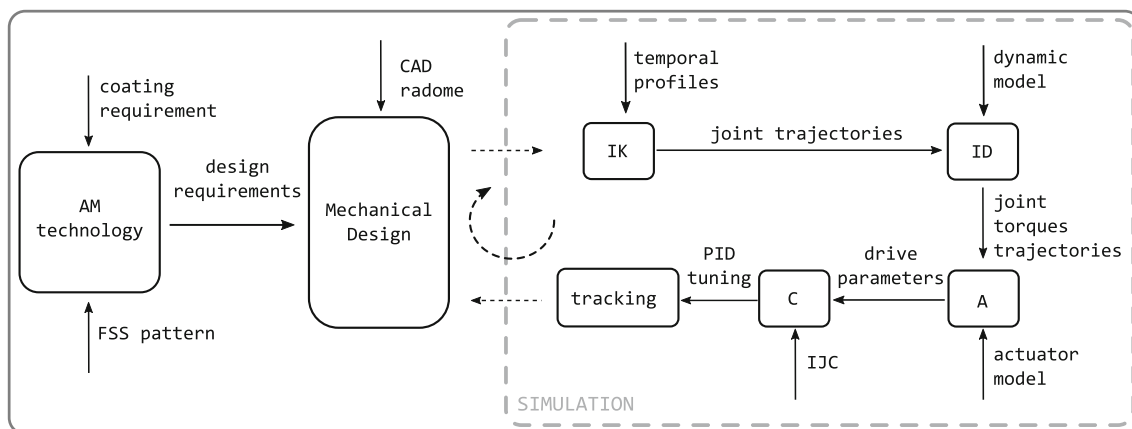 coating
requirement
AM
technology
FSS pattern
design
requirements
CAD
radome
Mechanical
Design
temporal
profiles
IK
joint trajectories
dynamic
model
ID
joint
torques
trajectories
A
actuator
model
drive
parameters
C
IJC
PID
tuning
tracking
SIMULATION